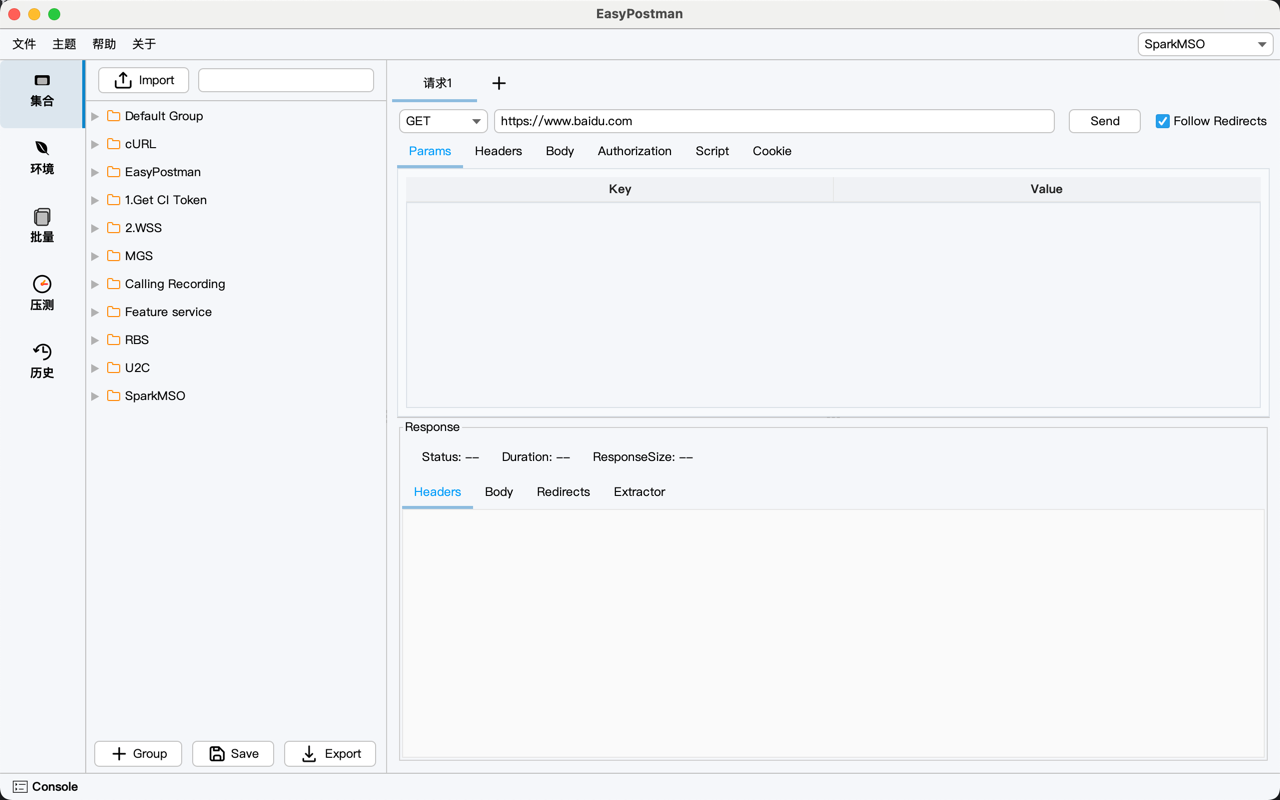 EasyPostman
文件 主题 帮助 关于
SparkMSO
集合
环境
批量
压测
历史
Import
Default Group
cURL
EasyPostman
1.Get CI Token
2.WSS
MGS
Calling Recording
Feature service
RBS
U2C
SparkMSO
Group Save Export
请求1
GET https://www.baidu.com Send Follow Redirects
Params Headers Body Authorization Script Cookie
Key Value
Response
Status: -- Duration: -- ResponseSize: --
Headers Body Redirects Extractor
Console